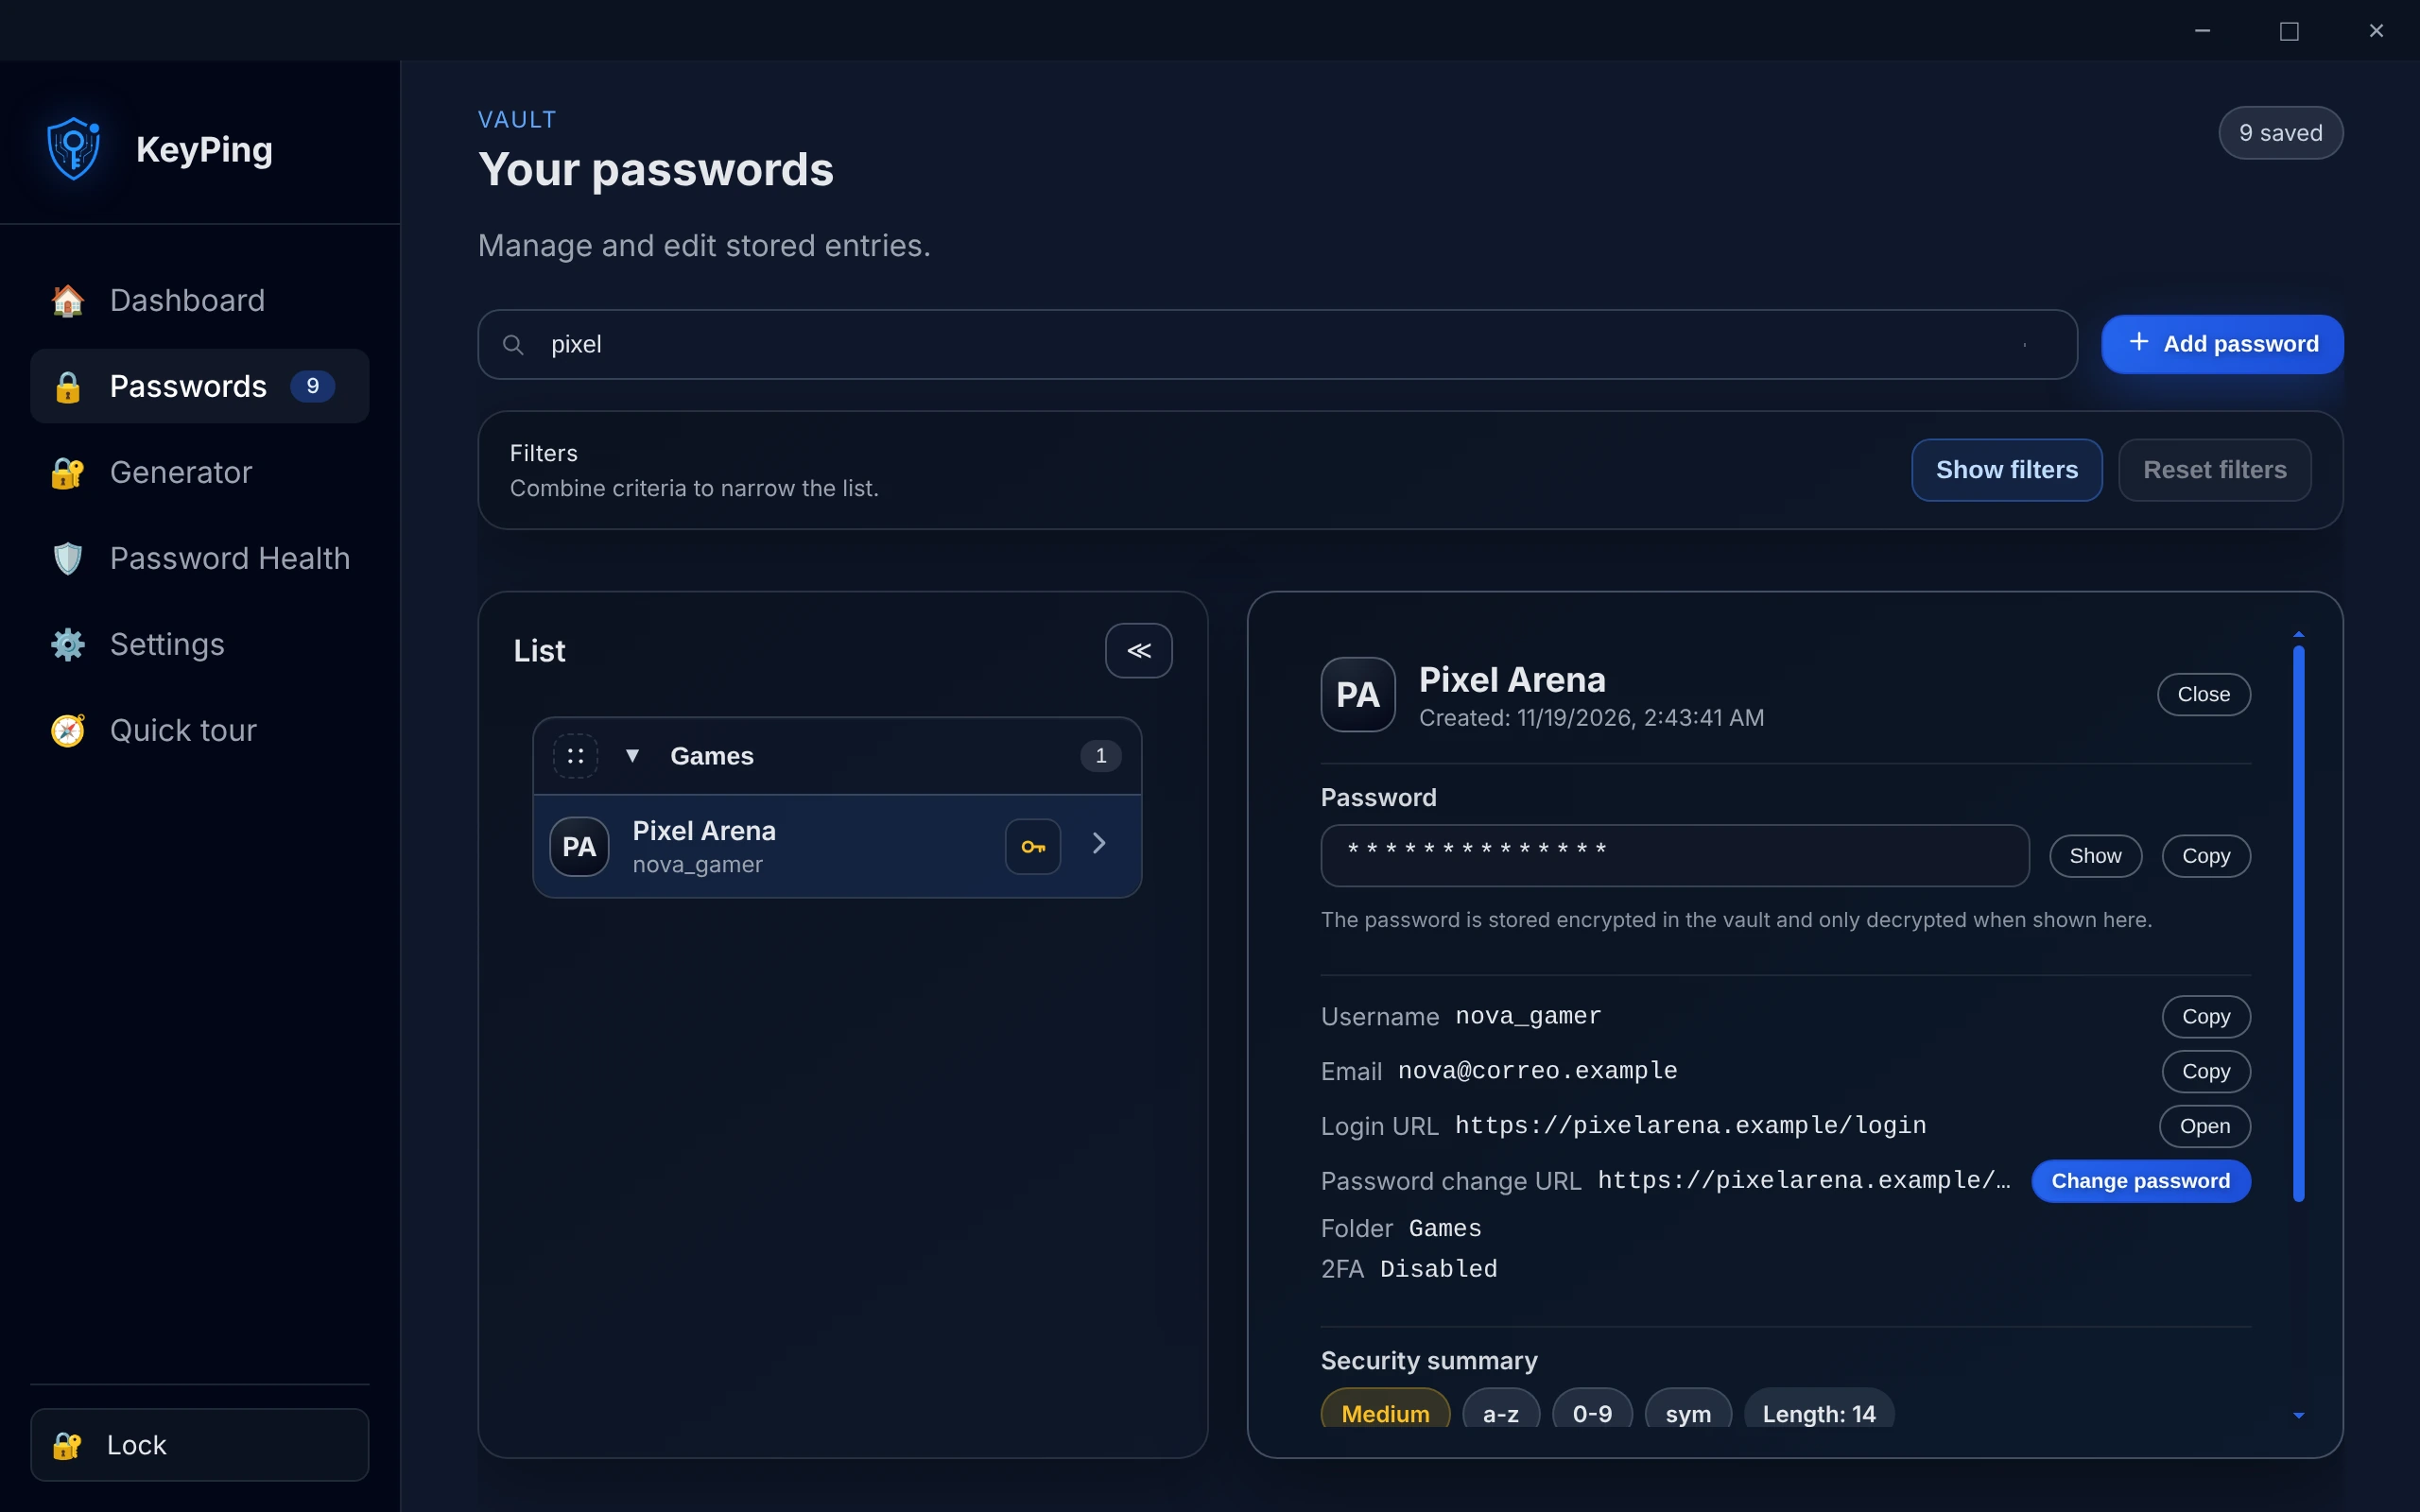 KeyPing
Dashboard
Passwords 9
Generator
Password Health
Settings
Quick tour
Lock
VAULT
Your passwords
9 saved
Manage and edit stored entries.
pixel
+ Add password
Filters
Combine criteria to narrow the list.
Show filters
Reset filters
List
Games 1
PA
Pixel Arena
nova_gamer
PA
Pixel Arena
Created: 11/19/2026, 2:43:41 AM
Close
Password
**************
Show
Copy
The password is stored encrypted in the vault and only decrypted when shown here.
Username nova_gamer Copy
Email nova@correo.example Copy
Login URL https://pixelarena.example/login Open
Password change URL https://pixelarena.example/… Change password
Folder Games
2FA Disabled
Security summary
Medium a-z 0-9 sym Length: 14